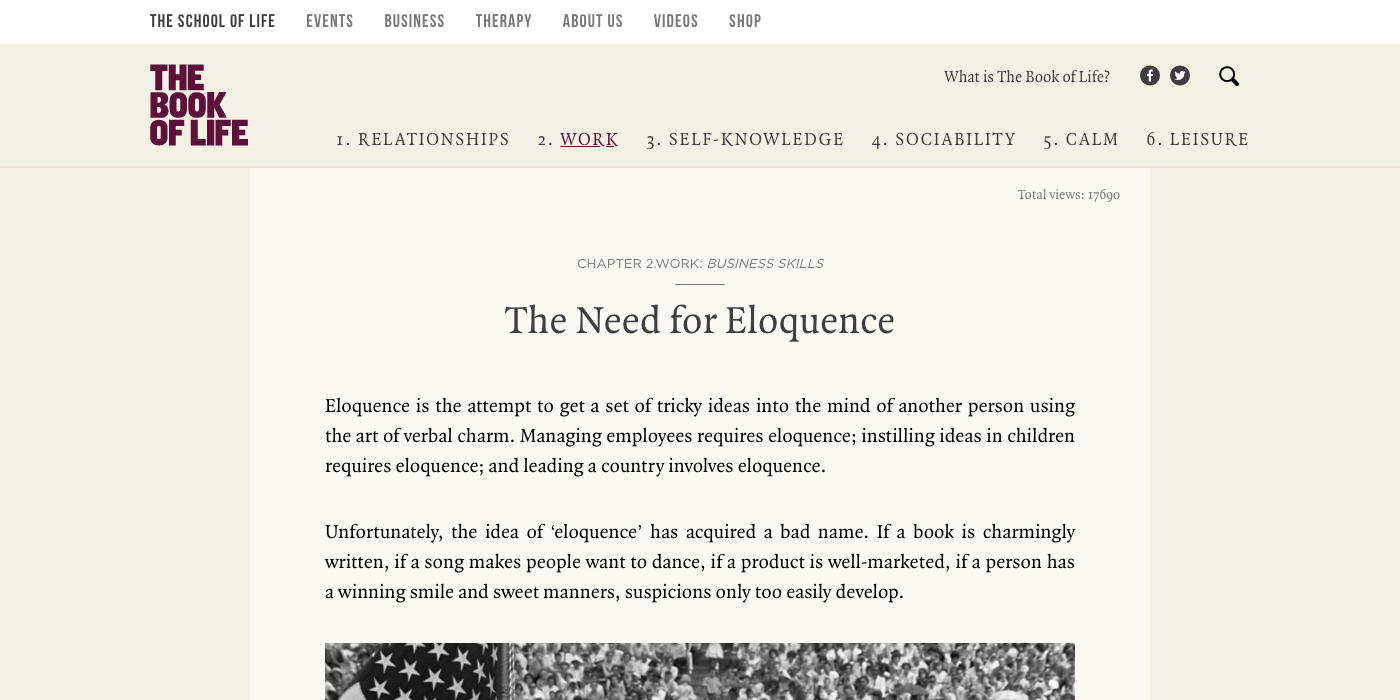 THE SCHOOL OF LIFE EVENTS BUSINESS THERAPY ABOUT US VIDEOS SHOP
THE
BOOK
OF LIFE
What is The Book of Life?
1. RELATIONSHIPS 2. WORK 3. SELF-KNOWLEDGE 4. SOCIABILITY 5. CALM 6. LEISURE
Total views: 17690
CHAPTER 2.WORK: BUSINESS SKILLS
The Need for Eloquence
Eloquence is the attempt to get a set of tricky ideas into the mind of another person using
the art of verbal charm. Managing employees requires eloquence; instilling ideas in children
requires eloquence; and leading a country involves eloquence.
Unfortunately, the idea of ‘eloquence’ has acquired a bad name. If a book is charmingly
written, if a song makes people want to dance, if a product is well-marketed, if a person has
a winning smile and sweet manners, suspicions only too easily develop.